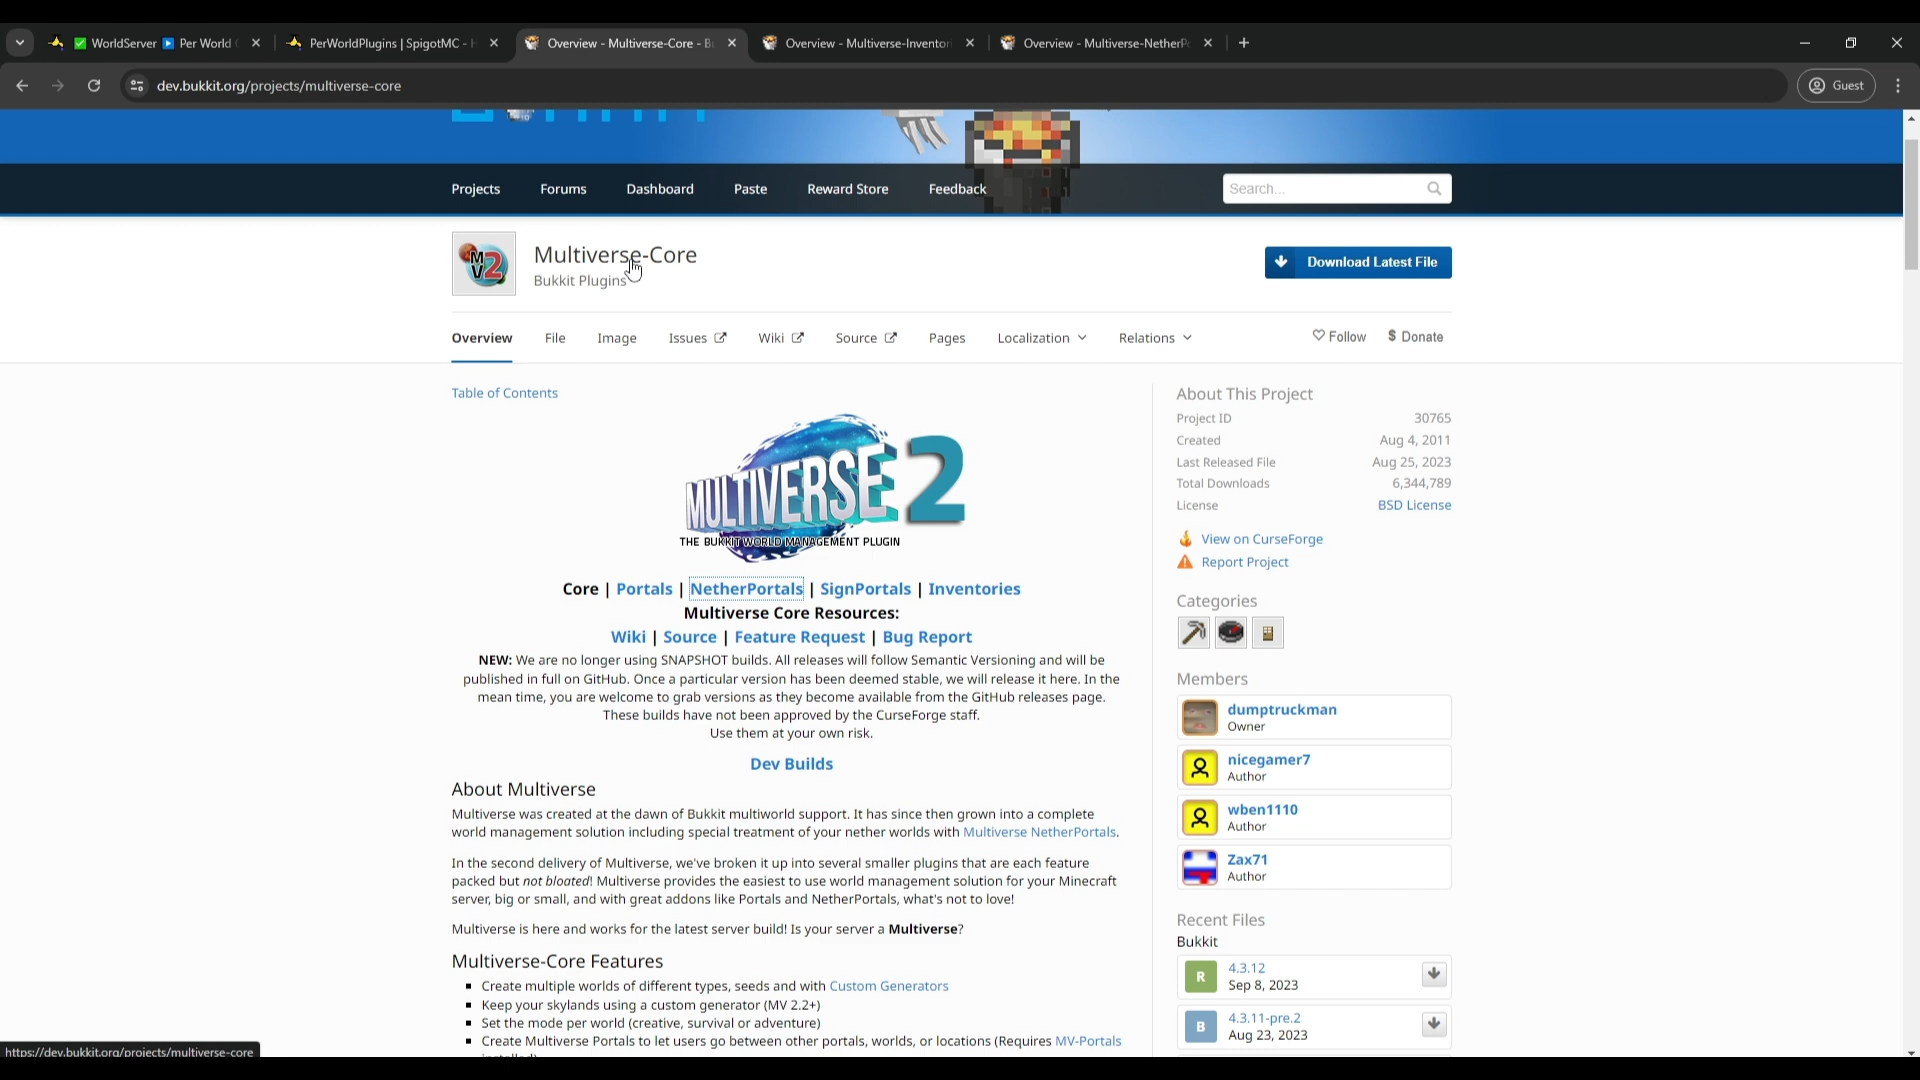 WorldServer Per World
PerWorldPlugins | SpigotMC - H
Overview - Multiverse-Core - B
Overview - Multiverse-Inventor
Overview - Multiverse-NetherP
dev.bukkit.org/projects/multiverse-core
Guest
Projects
Forums
Dashboard
Paste
Reward Store
Feedback
Search...
MV2
Multiverse-Core
Bukkit Plugins
Download Latest File
Overview
File
Image
Issues
Wiki
Source
Pages
Localization
Relations
Follow
$ Donate
Table of Contents
MULTIVERSE 2
THE BUKKIT WORLD MANAGEMENT PLUGIN
Core | Portals | NetherPortals | SignPortals | Inventories
Multiverse Core Resources:
Wiki | Source | Feature Request | Bug Report
NEW: We are no longer using SNAPSHOT builds. All releases will follow Semantic Versioning and will be
published in full on GitHub. Once a particular version has been deemed stable, we will release it here. In the
mean time, you are welcome to grab versions as they become available from the GitHub releases page.
These builds have not been approved by the CurseForge staff.
Use them at your own risk.
Dev Builds
About Multiverse
Multiverse was created at the dawn of Bukkit multiworld support. It has since then grown into a complete
world management solution including special treatment of your nether worlds with Multiverse NetherPortals.
In the second delivery of Multiverse, we've broken it up into several smaller plugins that are each feature
packed but not bloated! Multiverse provides the easiest to use world management solution for your Minecraft
server, big or small, and with great addons like Portals and NetherPortals, what's not to love!
Multiverse is here and works for the latest server build! Is your server a Multiverse?
Multiverse-Core Features
Create multiple worlds of different types, seeds and with Custom Generators
Keep your skylands using a custom generator (MV 2.2+)
Set the mode per world (creative, survival or adventure)
Create Multiverse Portals to let users go between other portals, worlds, or locations (Requires MV-Portals
About This Project
Project ID 30765
Created Aug 4, 2011
Last Released File Aug 25, 2023
Total Downloads 6,344,789
License BSD License
View on CurseForge
Report Project
Categories
Members
dumptruckman
Owner
nicegamer7
Author
wben1110
Author
Zax71
Author
Recent Files
Bukkit
R
4.3.12
Sep 8, 2023
B
4.3.11-pre.2
Aug 23, 2023
https://dev.bukkit.org/projects/multiverse-core